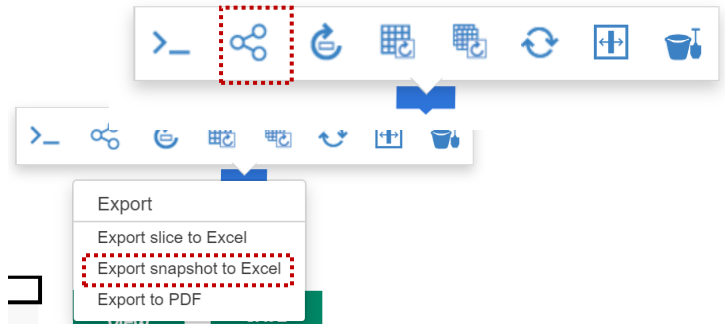 Export
Export slice to Excel
Export snapshot to Excel
Export to PDF